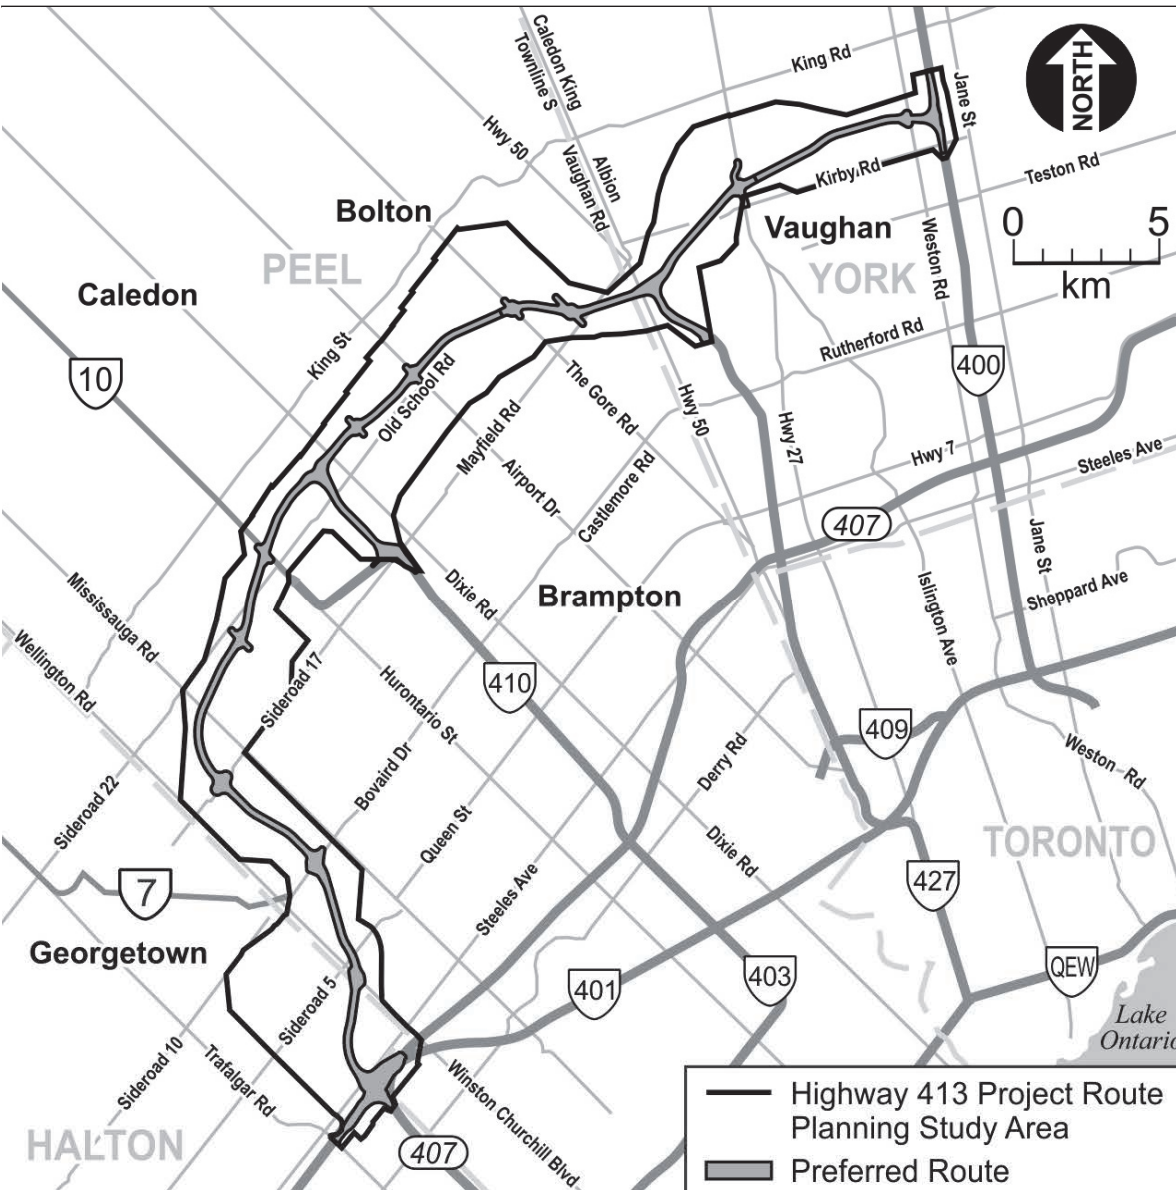 King Rd
Caledon King
Townline S
Jane St
NORTH
Hwy 50
Albion
Vaughan Rd
Kirby Rd
Teston Rd
Bolton
Vaughan
0 5
km
PEEL
YORK
Weston Rd
Caledon
King St
Rutherford Rd
10
400
Old School Rd
The Gore Rd
Hwy 50
Mayfield Rd
Hwy 27
Hwy 7
Steeles Ave
Airport Dr
Castlemore Rd
407
Jane St
Mississauga Rd
Dixie Rd
Brampton
Islington Ave
Sheppard Ave
Wellington Rd
Sideroad 17
Hurontario St
410
409
Weston Rd
Derry Rd
Bovaird Dr
Sideroad 22
Queen St
Dixie Rd
TORONTO
7
427
Steeles Ave
Georgetown
401
403
QEW
Sideroad 5
Lake
Ontario
Sideroad 10
Trafalgar Rd
Winston Churchill Blvd
HALTON
407
Highway 413 Project Route
Planning Study Area
Preferred Route